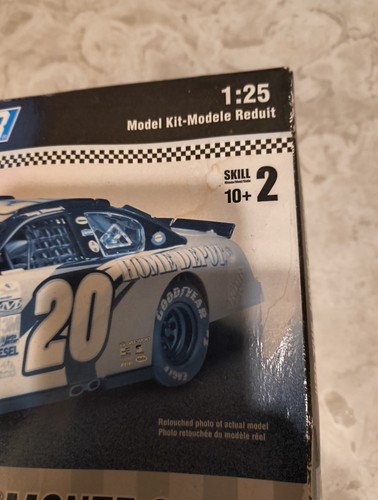 1:25
Model Kit-Modele Reduit
SKILL
2
10+
HOME DEPOT
20
GOODYEAR
EAGLE
Retouched photo of actual model
Photo retouchée du modèle réel